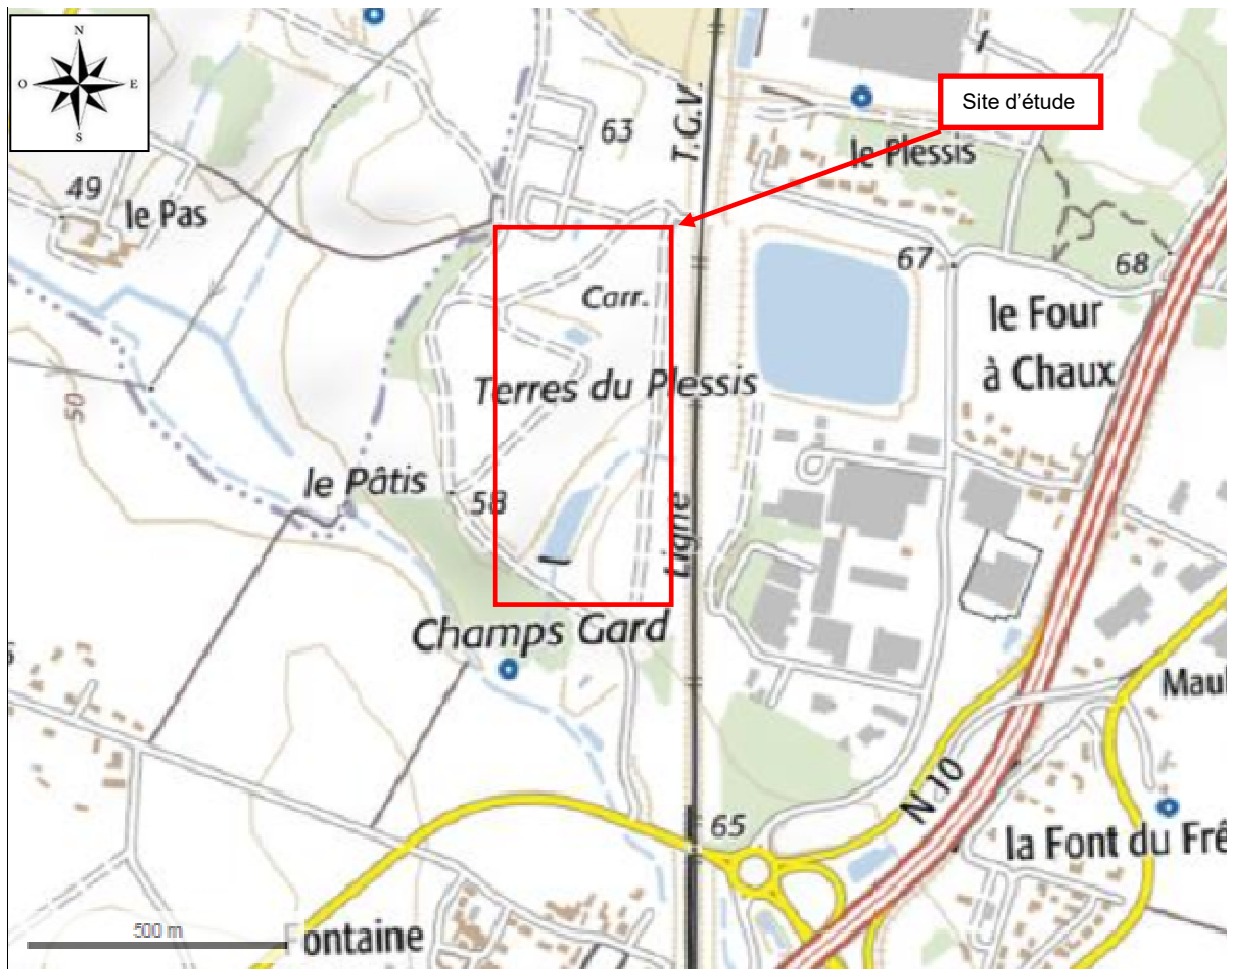 N
O
E
S
Site d'étude
63
T.G.V.
le Plessis
49
le Pas
67
68
Carr.
le Four
à Chaux
Terres du Plessis
50
le Pâtis
58
Ligne
Champs Gard
Maul
N 10
65
la Font du Frê
500 m
Fontaine